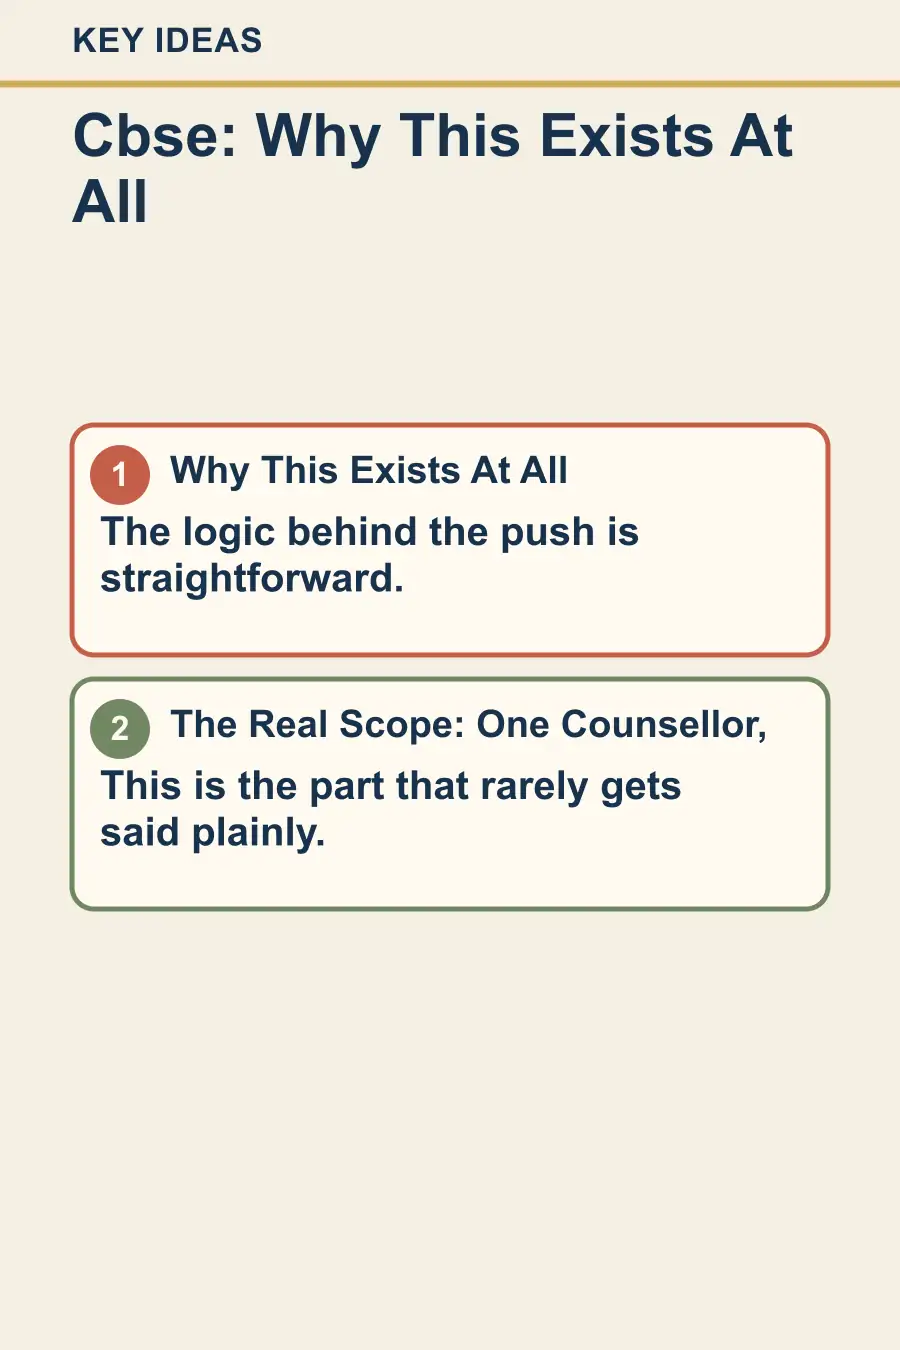 KEY IDEAS
Cbse: Why This Exists At
All
1 Why This Exists At All
The logic behind the push is
straightforward.
2 The Real Scope: One Counsellor,
This is the part that rarely gets
said plainly.